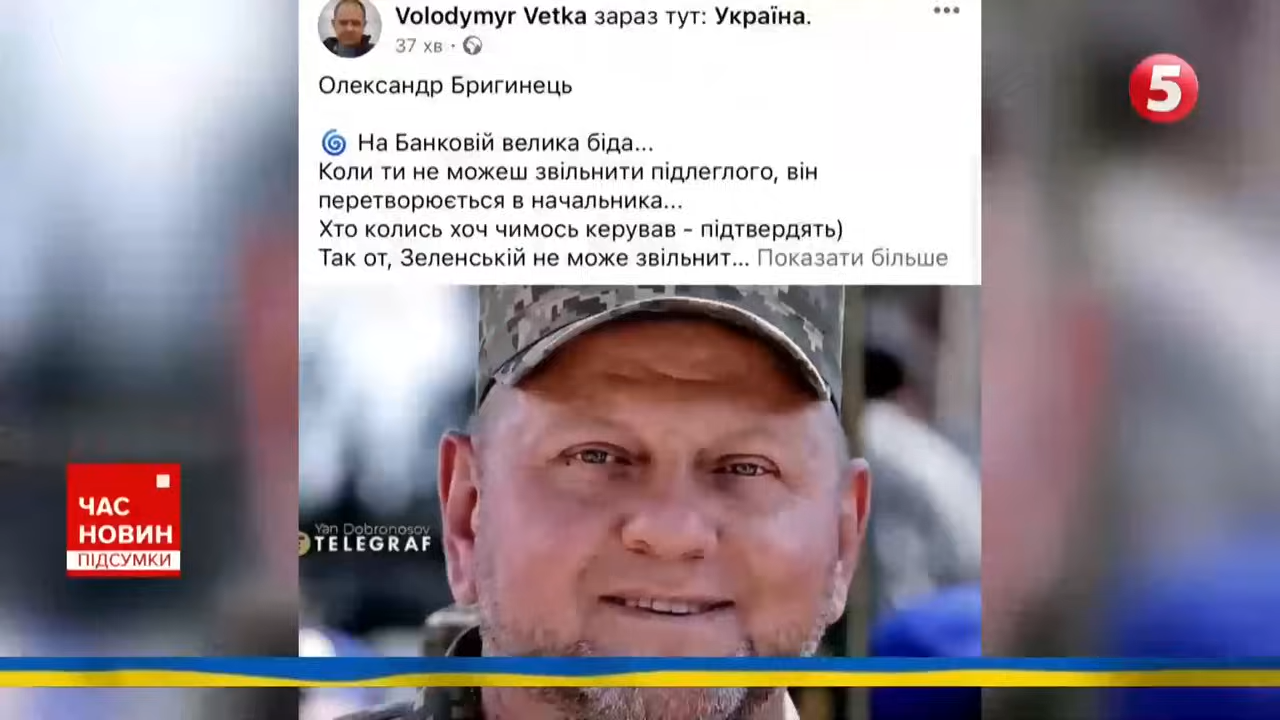 Volodymyr Vetka зараз тут: Україна.
37 хв ·
Олександр Бригинець
На Банковій велика біда...
Коли ти не можеш звільнити підлеглого, він
перетворюється в начальника...
Хто колись хоч чимось керував - підтвердять)
Так от, Зеленській не може звільнит... Показати більше
5
ЧАС
НОВИН
ПІДСУМКИ
Yan Dobronosov
TELEGRAF